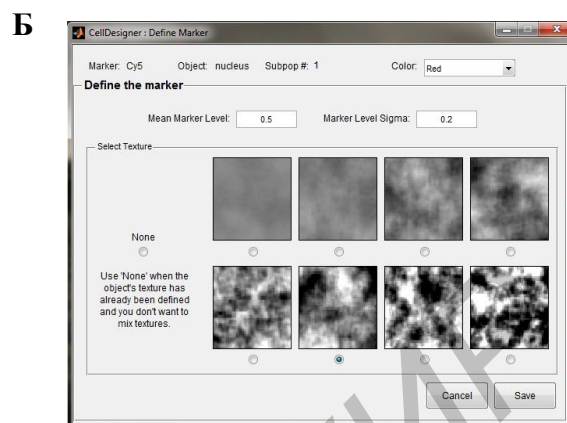 Б
CellDesigner : Define Marker
Marker: Cy5 Object: nucleus Subpop #: 1 Color: Red
Define the marker
Mean Marker Level: 0.5 Marker Level Sigma: 0.2
Select Texture
None
Use 'None' when the
object's texture has
already been defined
and you don't want to
mix textures.
Cancel Save